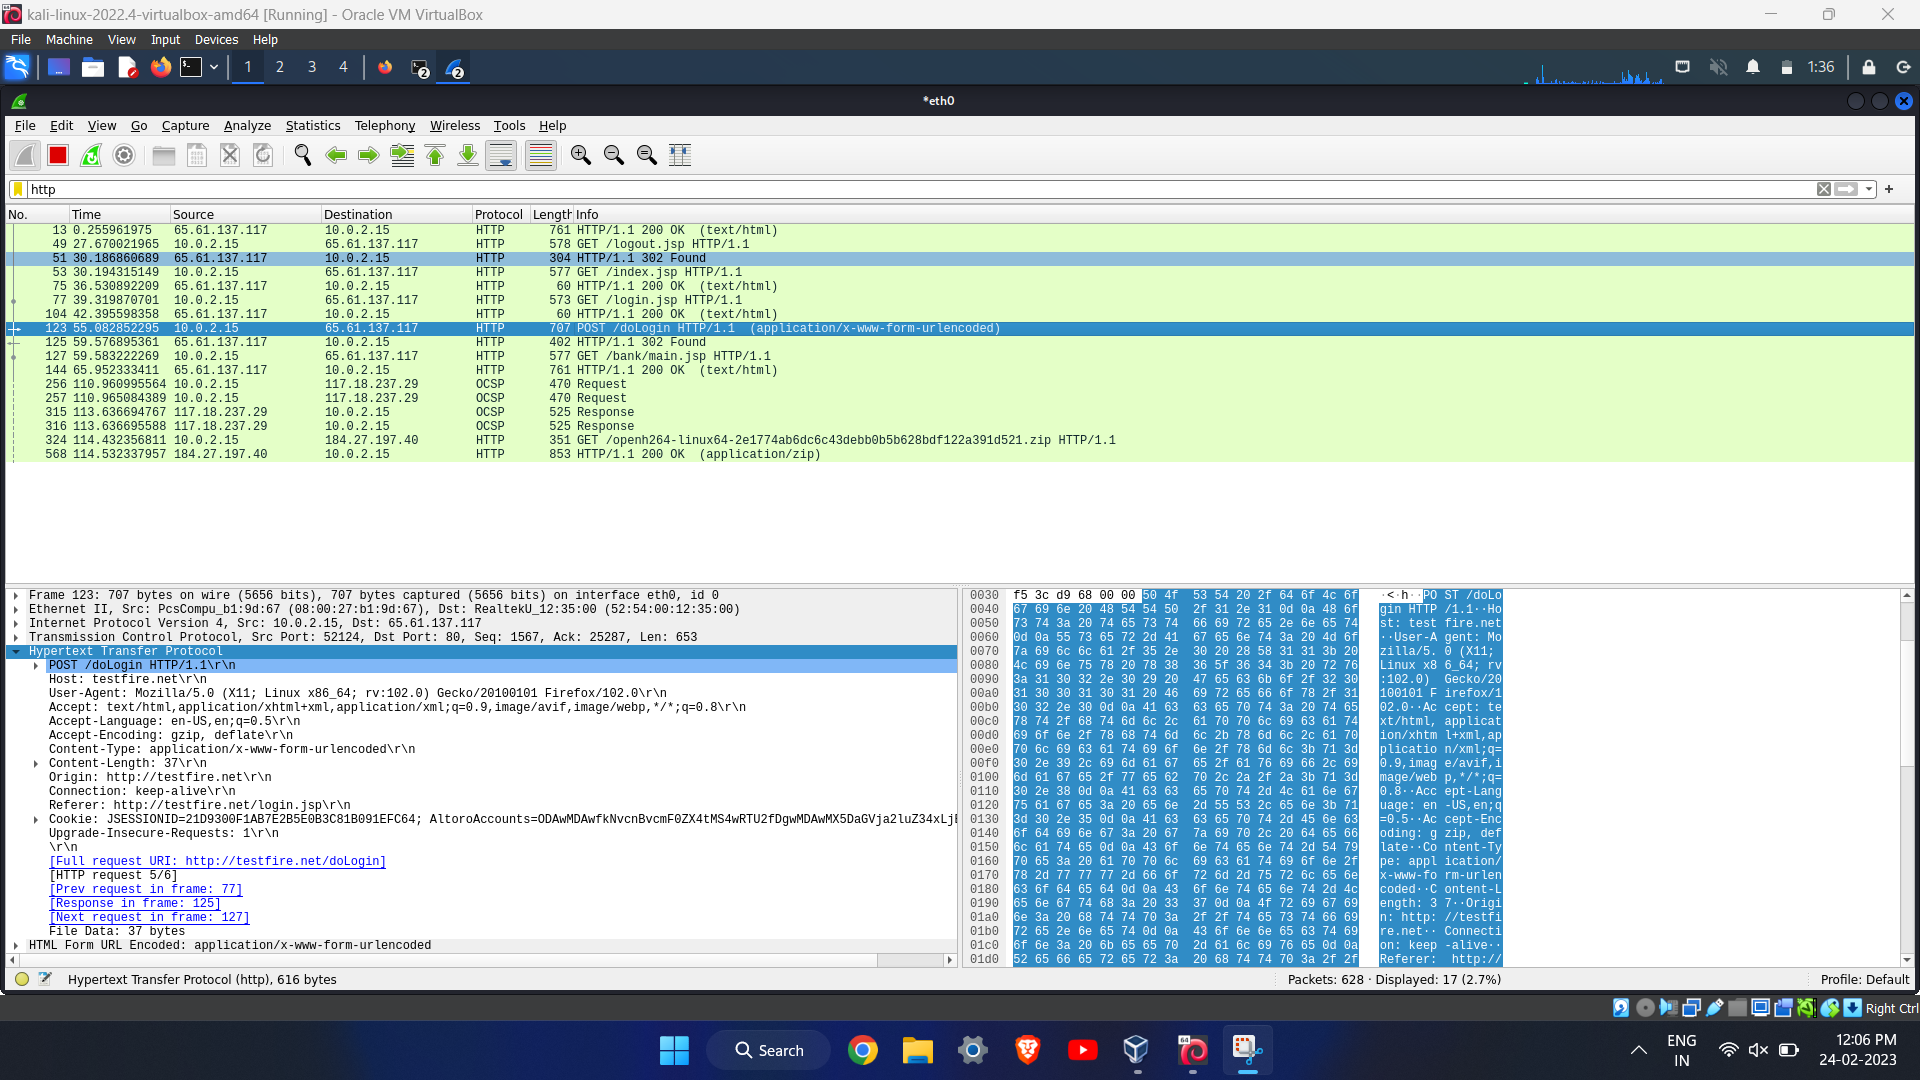 kali-linux-2022.4-virtualbox-amd64 [Running] - Oracle VM VirtualBox
File Machine View Input Devices Help
1 2 3 4 2 2 1:36
*eth0
File Edit View Go Capture Analyze Statistics Telephony Wireless Tools Help
http
No. Time Source Destination Protocol Length Info
13 0.255961975 65.61.137.117 10.0.2.15 HTTP 761 HTTP/1.1 200 OK (text/html)
49 27.670021965 10.0.2.15 65.61.137.117 HTTP 578 GET /logout.jsp HTTP/1.1
51 30.186860689 65.61.137.117 10.0.2.15 HTTP 304 HTTP/1.1 302 Found
53 30.194315149 10.0.2.15 65.61.137.117 HTTP 577 GET /index.jsp HTTP/1.1
75 36.530892209 65.61.137.117 10.0.2.15 HTTP 60 HTTP/1.1 200 OK (text/html)
77 39.319870701 10.0.2.15 65.61.137.117 HTTP 573 GET /login.jsp HTTP/1.1
104 42.395598358 65.61.137.117 10.0.2.15 HTTP 60 HTTP/1.1 200 OK (text/html)
123 55.082852295 10.0.2.15 65.61.137.117 HTTP 707 POST /doLogin HTTP/1.1 (application/x-www-form-urlencoded)
125 59.576895361 65.61.137.117 10.0.2.15 HTTP 402 HTTP/1.1 302 Found
127 59.583222269 10.0.2.15 65.61.137.117 HTTP 577 GET /bank/main.jsp HTTP/1.1
144 65.952333411 65.61.137.117 10.0.2.15 HTTP 761 HTTP/1.1 200 OK (text/html)
256 110.960995564 10.0.2.15 117.18.237.29 OCSP 470 Request
257 110.965084389 10.0.2.15 117.18.237.29 OCSP 470 Request
315 113.636694767 117.18.237.29 10.0.2.15 OCSP 525 Response
316 113.636695588 117.18.237.29 10.0.2.15 OCSP 525 Response
324 114.432356811 10.0.2.15 184.27.197.40 HTTP 351 GET /openh264-linux64-2e1774ab6dc6c43debb0b5b628bdf122a391d521.zip HTTP/1.1
568 114.532337957 184.27.197.40 10.0.2.15 HTTP 853 HTTP/1.1 200 OK (application/zip)
Frame 123: 707 bytes on wire (5656 bits), 707 bytes captured (5656 bits) on interface eth0, id 0
Ethernet II, Src: PcsCompu_b1:9d:67 (08:00:27:b1:9d:67), Dst: RealtekU_12:35:00 (52:54:00:12:35:00)
Internet Protocol Version 4, Src: 10.0.2.15, Dst: 65.61.137.117
Transmission Control Protocol, Src Port: 52124, Dst Port: 80, Seq: 1567, Ack: 25287, Len: 653
Hypertext Transfer Protocol
POST /doLogin HTTP/1.1\r\n
Host: testfire.net\r\n
User-Agent: Mozilla/5.0 (X11; Linux x86_64; rv:102.0) Gecko/20100101 Firefox/102.0\r\n
Accept: text/html,application/xhtml+xml,application/xml;q=0.9,image/avif,image/webp,*/*;q=0.8\r\n
Accept-Language: en-US,en;q=0.5\r\n
Accept-Encoding: gzip, deflate\r\n
Content-Type: application/x-www-form-urlencoded\r\n
Content-Length: 37\r\n
Origin: http://testfire.net\r\n
Connection: keep-alive\r\n
Referer: http://testfire.net/login.jsp\r\n
Cookie: JSESSIONID=21D9300F1AB7E2B5E0B3C81B091EFC64; AltoroAccounts=ODAwMDAwfkNvcnBvcmF0ZX4tMS4wRTU2fDgwMDAwMX5DaGVja2luZ34xLjE
Upgrade-Insecure-Requests: 1\r\n
\r\n
[Full request URI: http://testfire.net/doLogin]
[HTTP request 5/6]
[Prev request in frame: 77]
[Response in frame: 125]
[Next request in frame: 127]
File Data: 37 bytes
HTML Form URL Encoded: application/x-www-form-urlencoded
0030 f5 3c d9 68 00 00 50 4f 53 54 20 2f 64 6f 4c 6f ·<·h··PO ST /doLo
0040 67 69 6e 20 48 54 54 50 2f 31 2e 31 0d 0a 48 6f gin HTTP /1.1··Ho
0050 73 74 3a 20 74 65 73 74 66 69 72 65 2e 6e 65 74 st: test fire.net
0060 0d 0a 55 73 65 72 2d 41 67 65 6e 74 3a 20 4d 6f ··User-A gent: Mo
0070 7a 69 6c 6c 61 2f 35 2e 30 20 28 58 31 31 3b 20 zilla/5. 0 (X11;
0080 4c 69 6e 75 78 20 78 38 36 5f 36 34 3b 20 72 76 Linux x8 6_64; rv
0090 3a 31 30 32 2e 30 29 20 47 65 63 6b 6f 2f 32 30 :102.0) Gecko/20
00a0 31 30 30 31 30 31 20 46 69 72 65 66 6f 78 2f 31 100101 F irefox/1
00b0 30 32 2e 30 0d 0a 41 63 63 65 70 74 3a 20 74 65 02.0··Ac cept: te
00c0 78 74 2f 68 74 6d 6c 2c 61 70 70 6c 69 63 61 74 xt/html, applicat
00d0 69 6f 6e 2f 78 68 74 6d 6c 2b 78 6d 6c 2c 61 70 ion/xhtm l+xml,ap
00e0 70 6c 69 63 61 74 69 6f 6e 2f 78 6d 6c 3b 71 3d plicatio n/xml;q=
00f0 30 2e 39 2c 69 6d 61 67 65 2f 61 76 69 66 2c 69 0.9,imag e/avif,i
0100 6d 61 67 65 2f 77 65 62 70 2c 2a 2f 2a 3b 71 3d mage/web p,*/*;q=
0110 30 2e 38 0d 0a 41 63 63 65 70 74 2d 4c 61 6e 67 0.8··Acc ept-Lang
0120 75 61 67 65 3a 20 65 6e 2d 55 53 2c 65 6e 3b 71 uage: en -US,en;q
0130 3d 30 2e 35 0d 0a 41 63 63 65 70 74 2d 45 6e 63 =0.5··Ac cept-Enc
0140 6f 64 69 6e 67 3a 20 67 7a 69 70 2c 20 64 65 66 oding: g zip, def
0150 6c 61 74 65 0d 0a 43 6f 6e 74 65 6e 74 2d 54 79 late··Co ntent-Ty
0160 70 65 3a 20 61 70 70 6c 69 63 61 74 69 6f 6e 2f pe: appl ication/
0170 78 2d 77 77 77 2d 66 6f 72 6d 2d 75 72 6c 65 6e x-www-fo rm-urlen
0180 63 6f 64 65 64 0d 0a 43 6f 6e 74 65 6e 74 2d 4c coded··C ontent-L
0190 65 6e 67 74 68 3a 20 33 37 0d 0a 4f 72 69 67 69 ength: 3 7··Origi
01a0 6e 3a 20 68 74 74 70 3a 2f 2f 74 65 73 74 66 69 n: http: //testfi
01b0 72 65 2e 6e 65 74 0d 0a 43 6f 6e 6e 65 63 74 69 re.net·· Connecti
01c0 6f 6e 3a 20 6b 65 65 70 2d 61 6c 69 76 65 0d 0a on: keep -alive··
01d0 52 65 66 65 72 65 72 3a 20 68 74 74 70 3a 2f 2f Referer: http://
Hypertext Transfer Protocol (http), 616 bytes Packets: 628 · Displayed: 17 (2.7%) Profile: Default
Right Ctrl
Search
ENG
IN
12:06 PM
24-02-2023